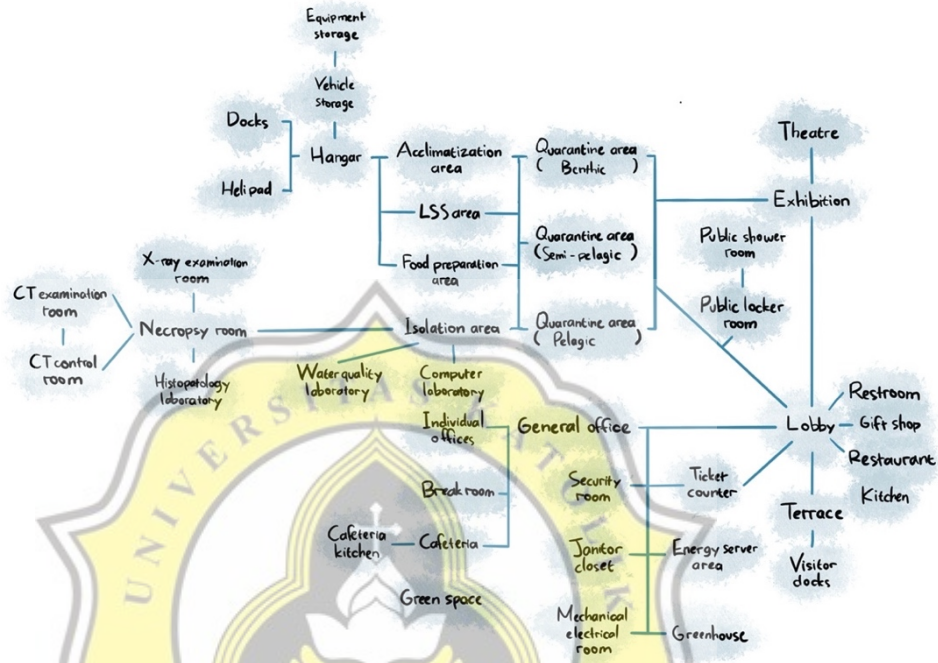 Equipment
storage
Vehicle
storage
Docks
Hangar
Helipad
Acclimatization
area
LSS area
Food preparation
area
Quarantine area
( Benthic )
Quarantine area
(Semi-pelagic )
Quarantine area
( Pelagic )
Theatre
Exhibition
Public shower
room
Public locker
room
X-ray examination
room
CT examination
room
Necropsy room
CT control
room
Histopatology
laboratory
Isolation area
Water quality
laboratory
Computer
laboratory
Individual
offices
General office
Break room
Cafeteria
kitchen
Cafeteria
Green space
Lobby
Restroom
Gift shop
Restaurant
Kitchen
Security
room
Ticket
counter
Terrace
Visitor
docks
Janitor
closet
Energy server
area
Mechanical
electrical
room
Greenhouse
UNIVERSITAS KATOLIK